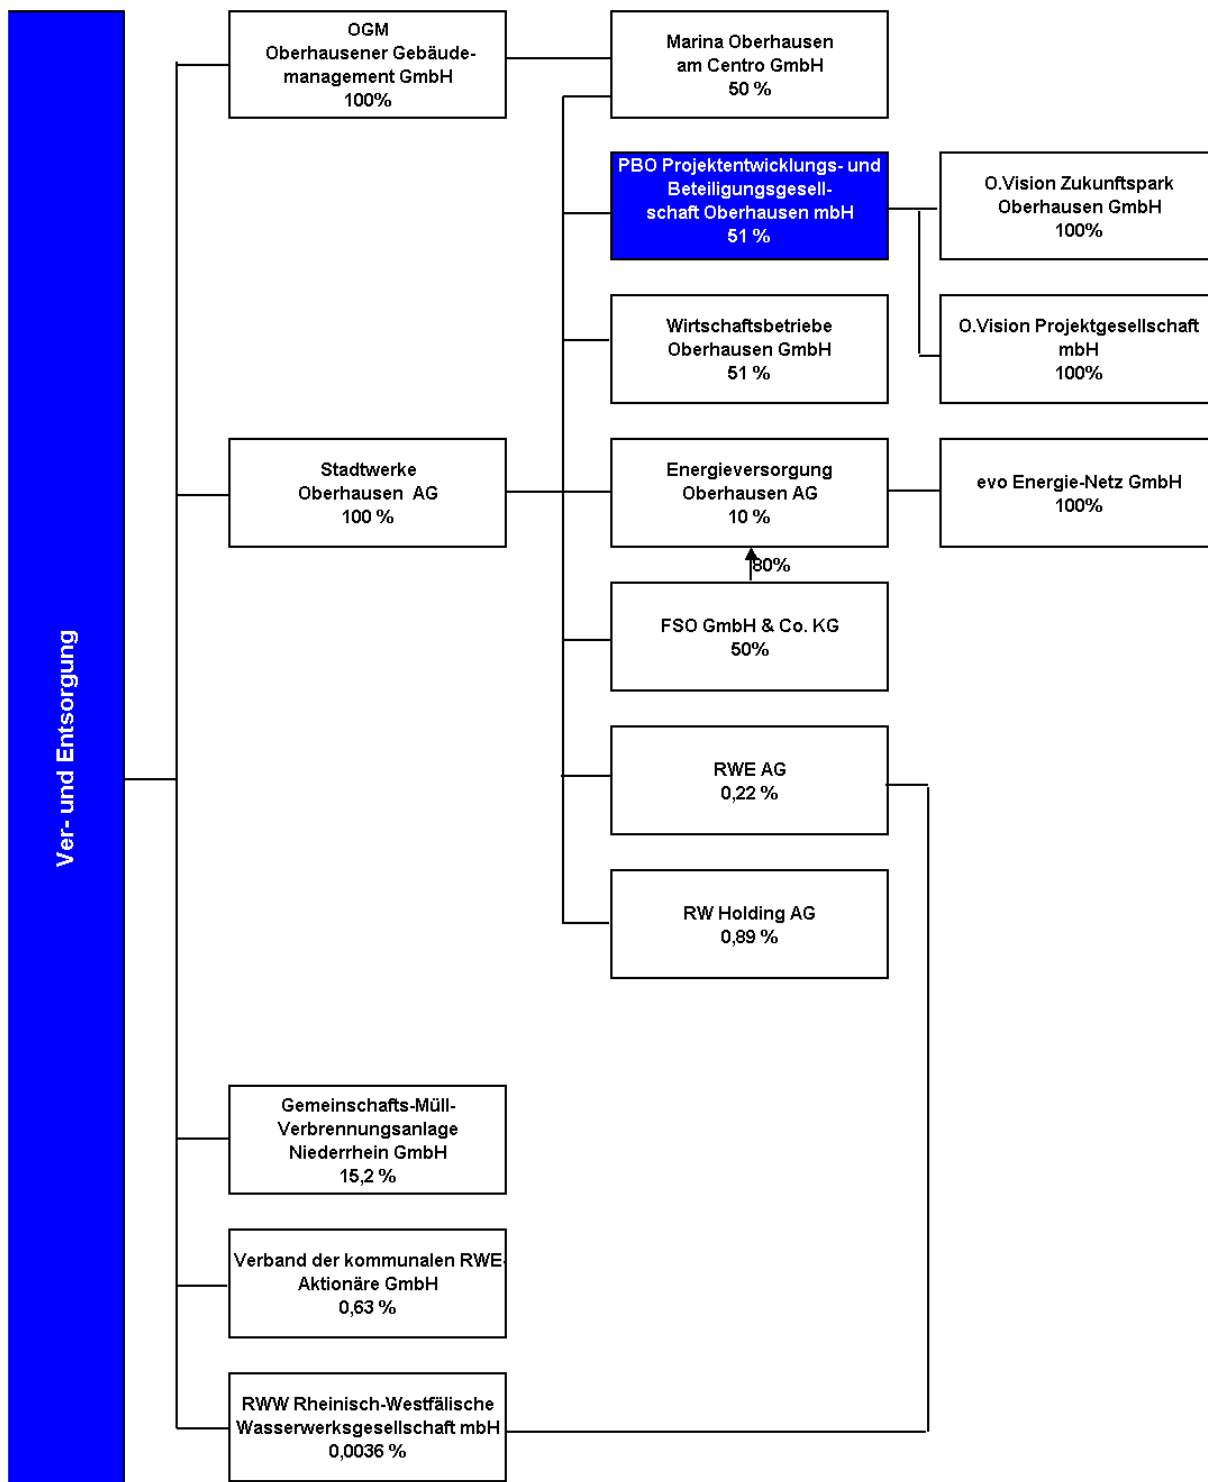 Ver- und Entsorgung
OGM
Oberhausener Gebäude-
management GmbH
100%
Marina Oberhausen
am Centro GmbH
50 %
PBO Projektentwicklungs- und
Beteiligungsgesell-
schaft Oberhausen mbH
51 %
O.Vision Zukunftspark
Oberhausen GmbH
100%
Wirtschaftsbetriebe
Oberhausen GmbH
51 %
O.Vision Projektgesellschaft
mbH
100%
Stadtwerke
Oberhausen AG
100 %
Energieversorgung
Oberhausen AG
10 %
evo Energie-Netz GmbH
100%
80%
FSO GmbH & Co. KG
50%
RWE AG
0,22 %
RW Holding AG
0,89 %
Gemeinschafts-Müll-
Verbrennungsanlage
Niederrhein GmbH
15,2 %
Verband der kommunalen RWE-
Aktionäre GmbH
0,63 %
RWW Rheinisch-Westfälische
Wasserwerksgesellschaft mbH
0,0036 %